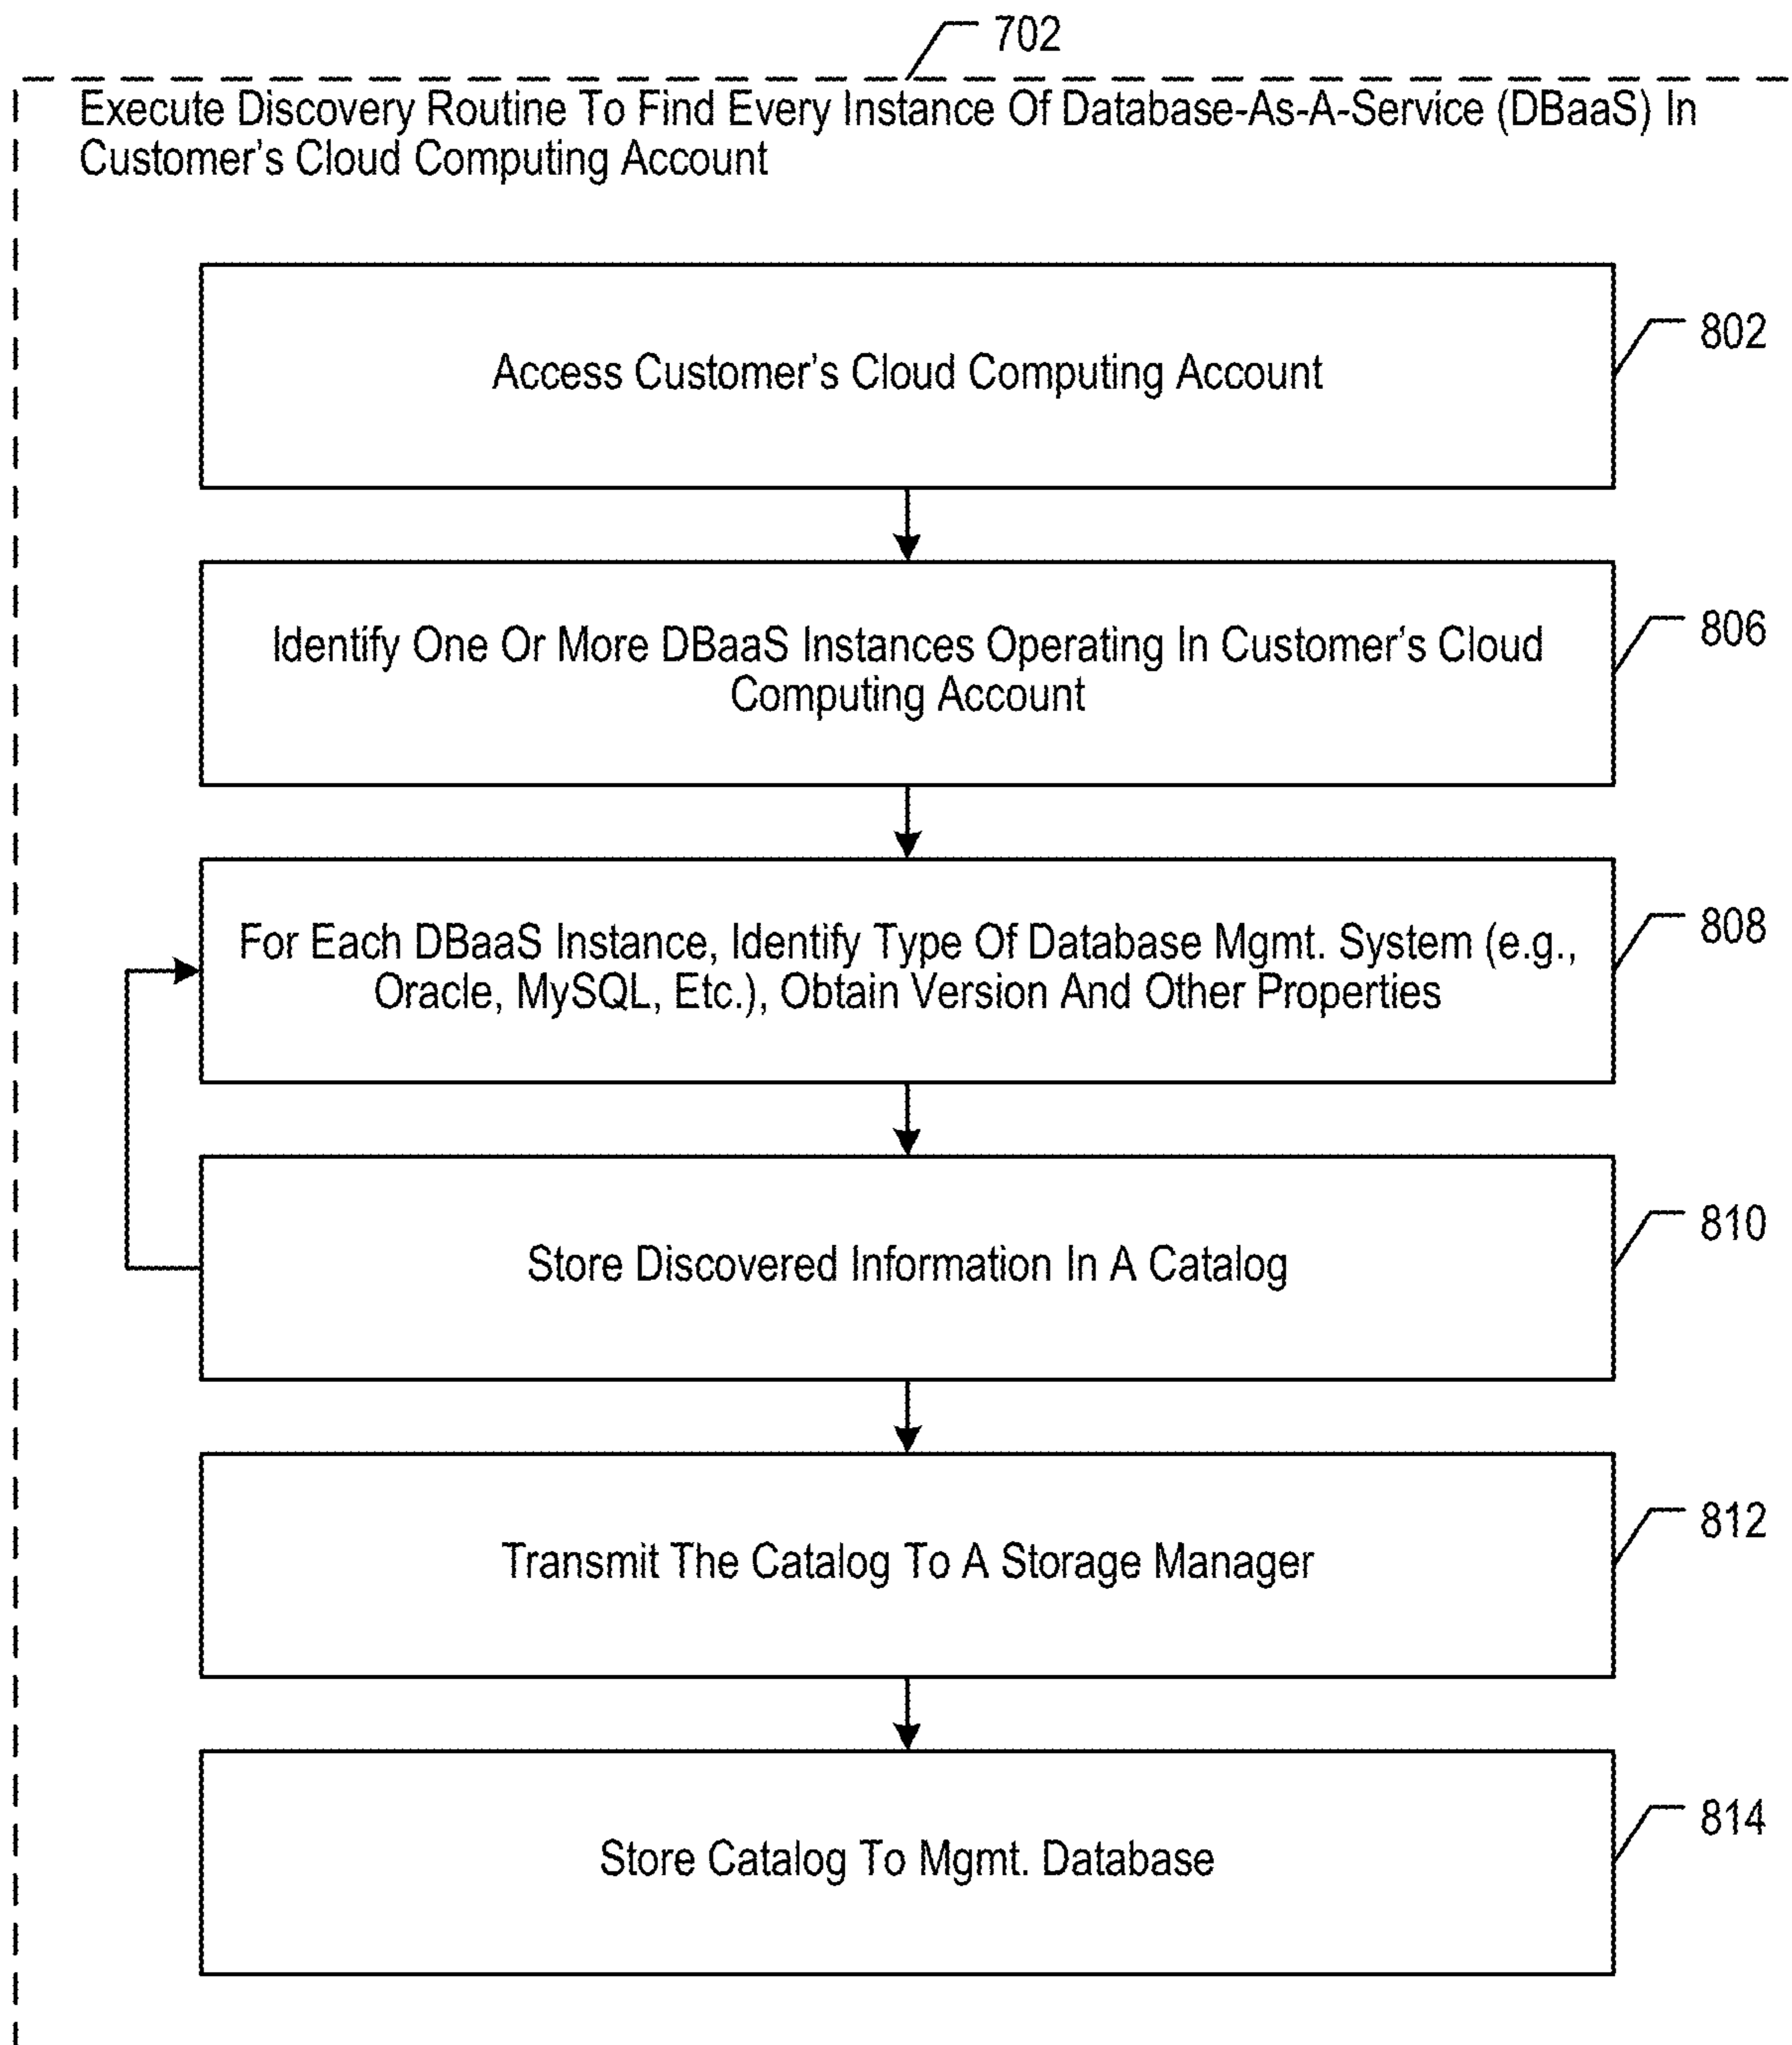 702
Execute Discovery Routine To Find Every Instance Of Database-As-A-Service (DBaaS) In
Customer's Cloud Computing Account
Access Customer's Cloud Computing Account
802
Identify One Or More DBaaS Instances Operating In Customer's Cloud
Computing Account
806
For Each DBaaS Instance, Identify Type Of Database Mgmt. System (e.g.,
Oracle, MySQL, Etc.), Obtain Version And Other Properties
808
Store Discovered Information In A Catalog
810
Transmit The Catalog To A Storage Manager
812
Store Catalog To Mgmt. Database
814